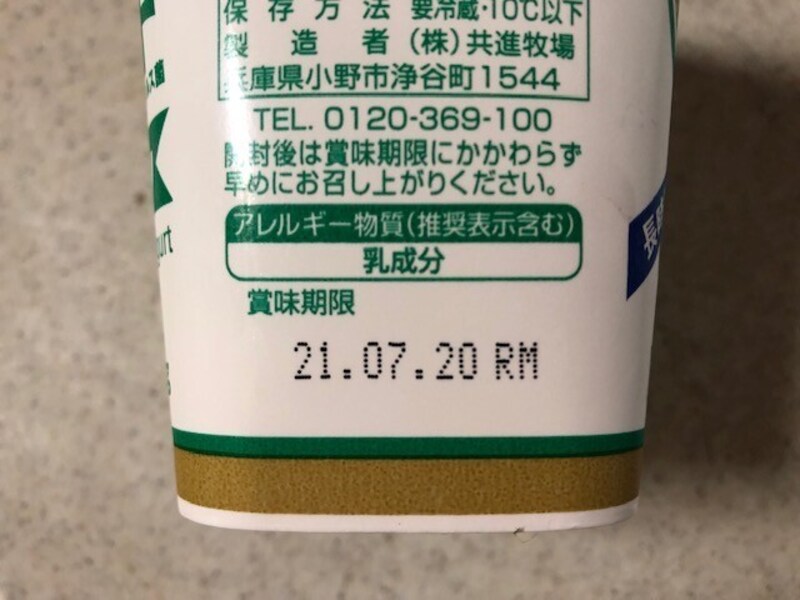 保存方法 要冷蔵・10℃以下
製造者 (株)共進牧場
兵庫県小野市浄谷町1544
TEL. 0120-369-100
開封後は賞味期限にかかわらず
早めにお召し上がりください。
アレルギー物質(推奨表示含む)
乳成分
賞味期限
21.07.20 RM